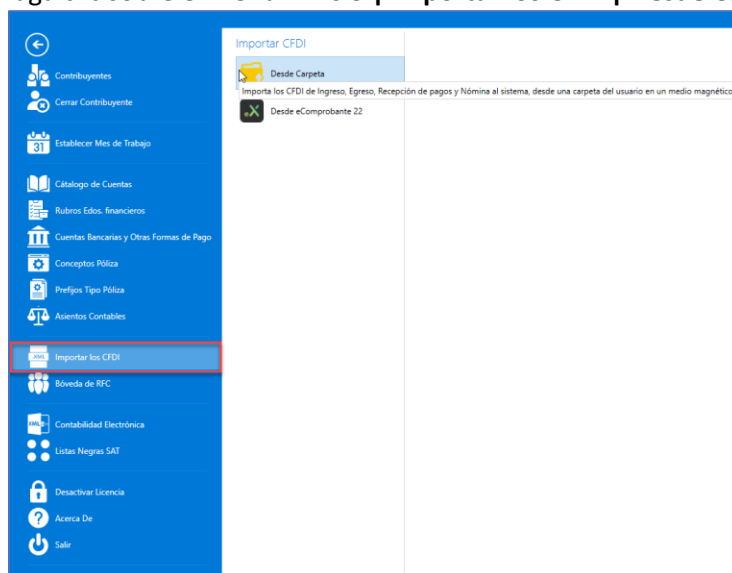 Importar CFDI
Contribuyentes
Desde Carpeta
Importa los CFDI de Ingreso, Egreso, Recepción de pagos y Nómina al sistema, desde una carpeta del usuario en un medio magnético
Cerrar Contribuyente
Desde eComprobante 22
31
Establecer Mes de Trabajo
Cátalogo de Cuentas
Rubros Edos. financieros
Cuentas Bancarias y Otras Formas de Pago
Conceptos Póliza
Prefijos Tipo Póliza
Asientos Contables
.XML
Importar los CFDI
Bóveda de RFC
Contabilidad Electrónica
Listas Negras SAT
Desactivar Licencia
Acerca De
Salir